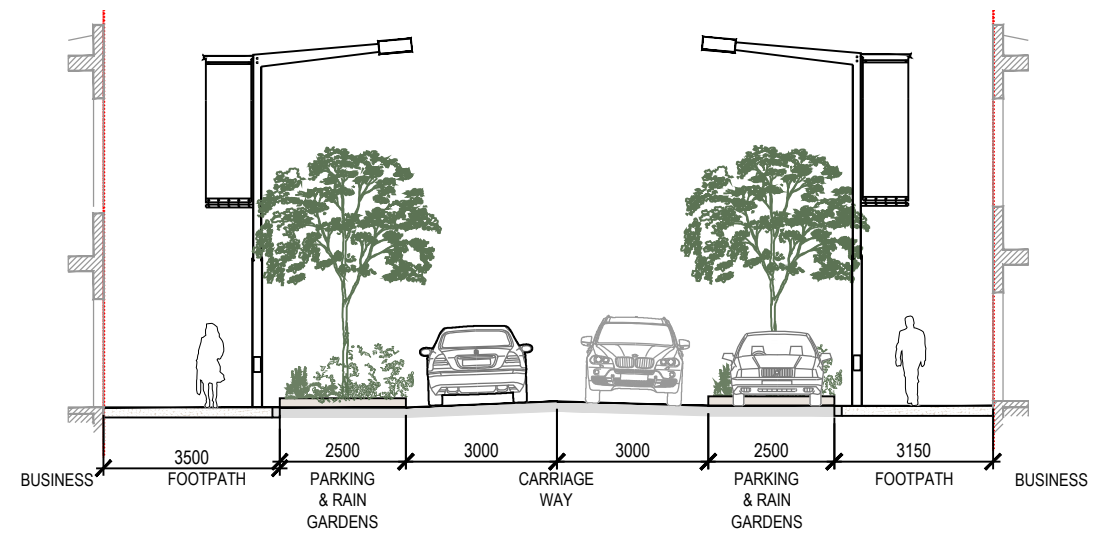 3500
2500
3000
3000
2500
3150
BUSINESS
FOOTPATH
PARKING
& RAIN
GARDENS
CARRIAGE
WAY
PARKING
& RAIN
GARDENS
FOOTPATH
BUSINESS